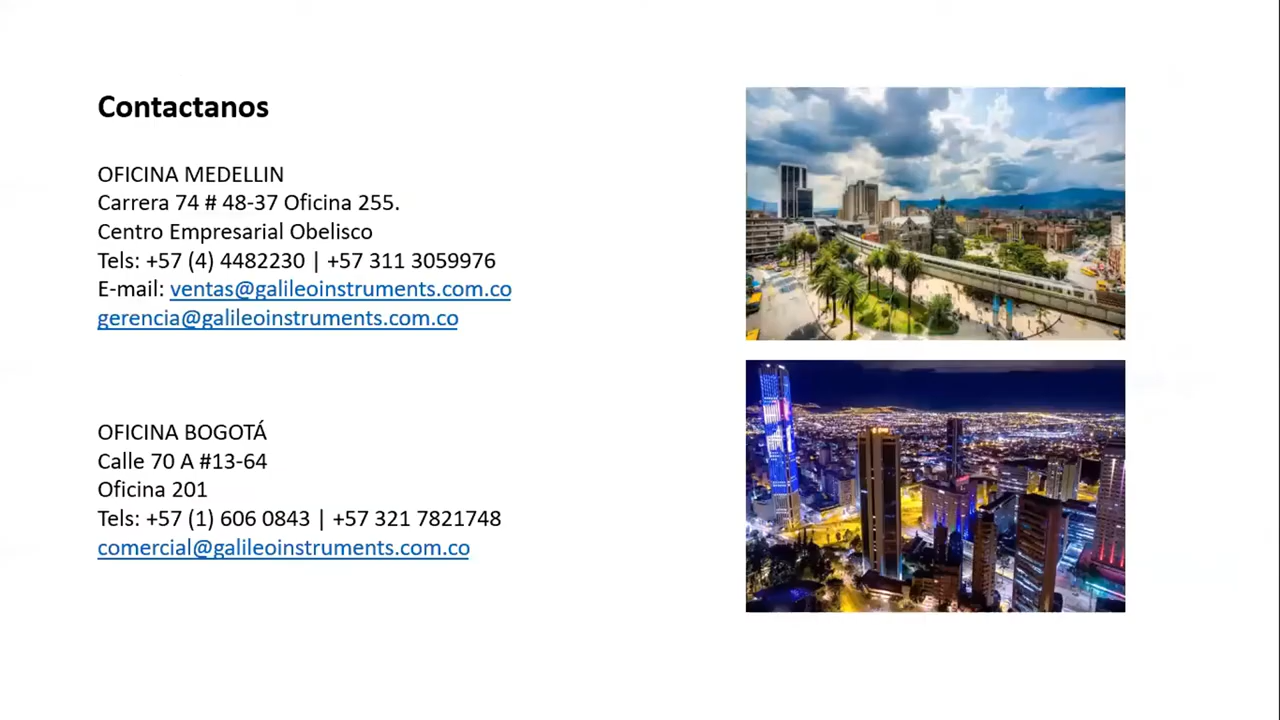 Contactanos
OFICINA MEDELLIN
Carrera 74 # 48-37 Oficina 255.
Centro Empresarial Obelisco
Tels: +57 (4) 4482230 | +57 311 3059976
E-mail: ventas@galileoinstruments.com.co
gerencia@galileoinstruments.com.co
OFICINA BOGOTÁ
Calle 70 A #13-64
Oficina 201
Tels: +57 (1) 606 0843 | +57 321 7821748
comercial@galileoinstruments.com.co